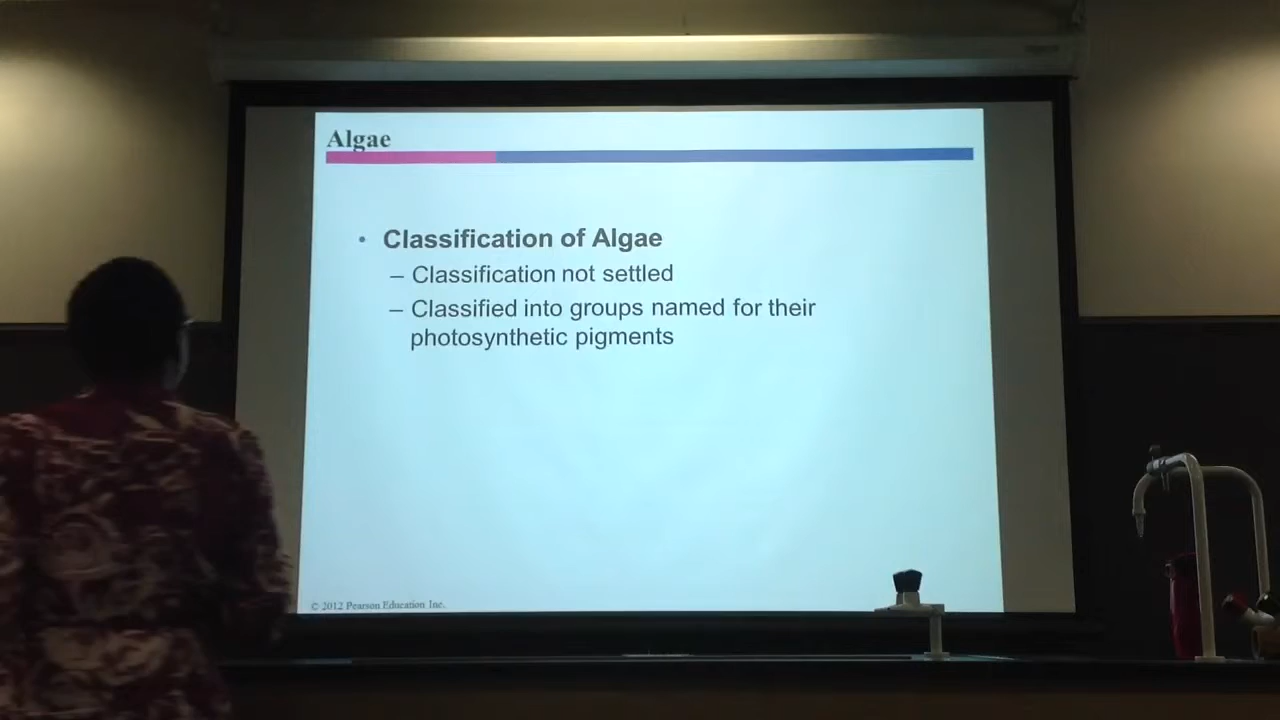 Algae
• Classification of Algae
– Classification not settled
– Classified into groups named for their
photosynthetic pigments
© 2012 Pearson Education Inc.